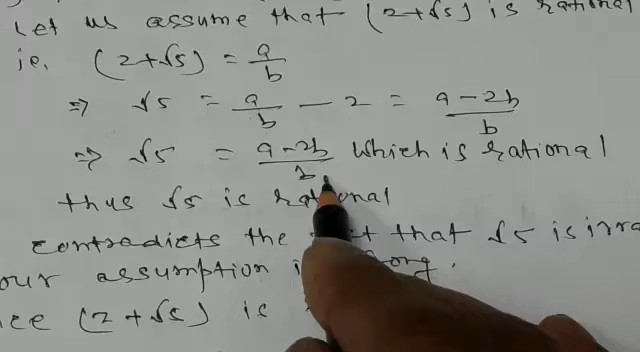 Let us assume that (2+√5) is rational
ie. (2+√5) = a/b
⇒ √5 = a/b - 2 = a-2b/b
⇒ √5 = a-2b/b which is rational
thus √5 is rational
contradicts the that √5 is irra
our assumption
(2+√5) is